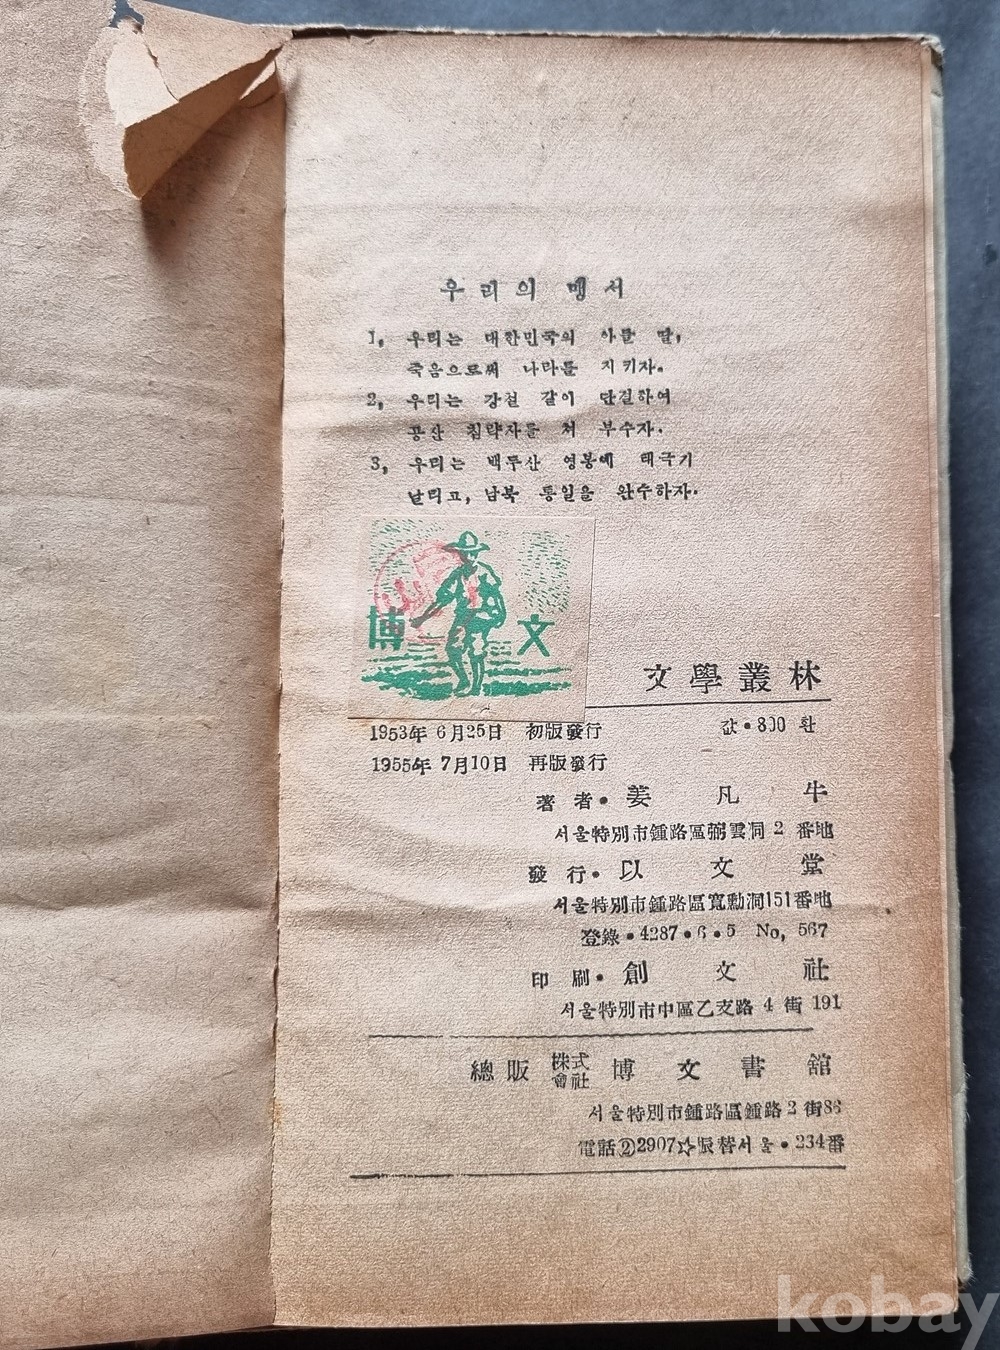 우리의 맹서
1, 우리는 대한민국의 아들 딸,
죽음으로써 나라를 지키자.
2, 우리는 강철 같이 단결하여
공산 침략자를 쳐 부수자.
3, 우리는 백두산 영봉에 태극기
날리고, 남북 통일을 완수하자.
博 文
文學叢林
1953年 6月25日 初版發行 값•800 환
1955年 7月10日 再版發行
著者• 姜凡牛
서울特別市鍾路區弼雲洞 2 番地
發行• 以文堂
서울特別市鍾路區寬勳洞151番地
登錄•4287•6•5 No, 567
印刷• 創文社
서울特別市中區乙支路 4 街 191
總販 株式會社 博文書館
서울特別市鍾路區鍾路 2 街86
電話②2907☆振替서울•234番
kobay